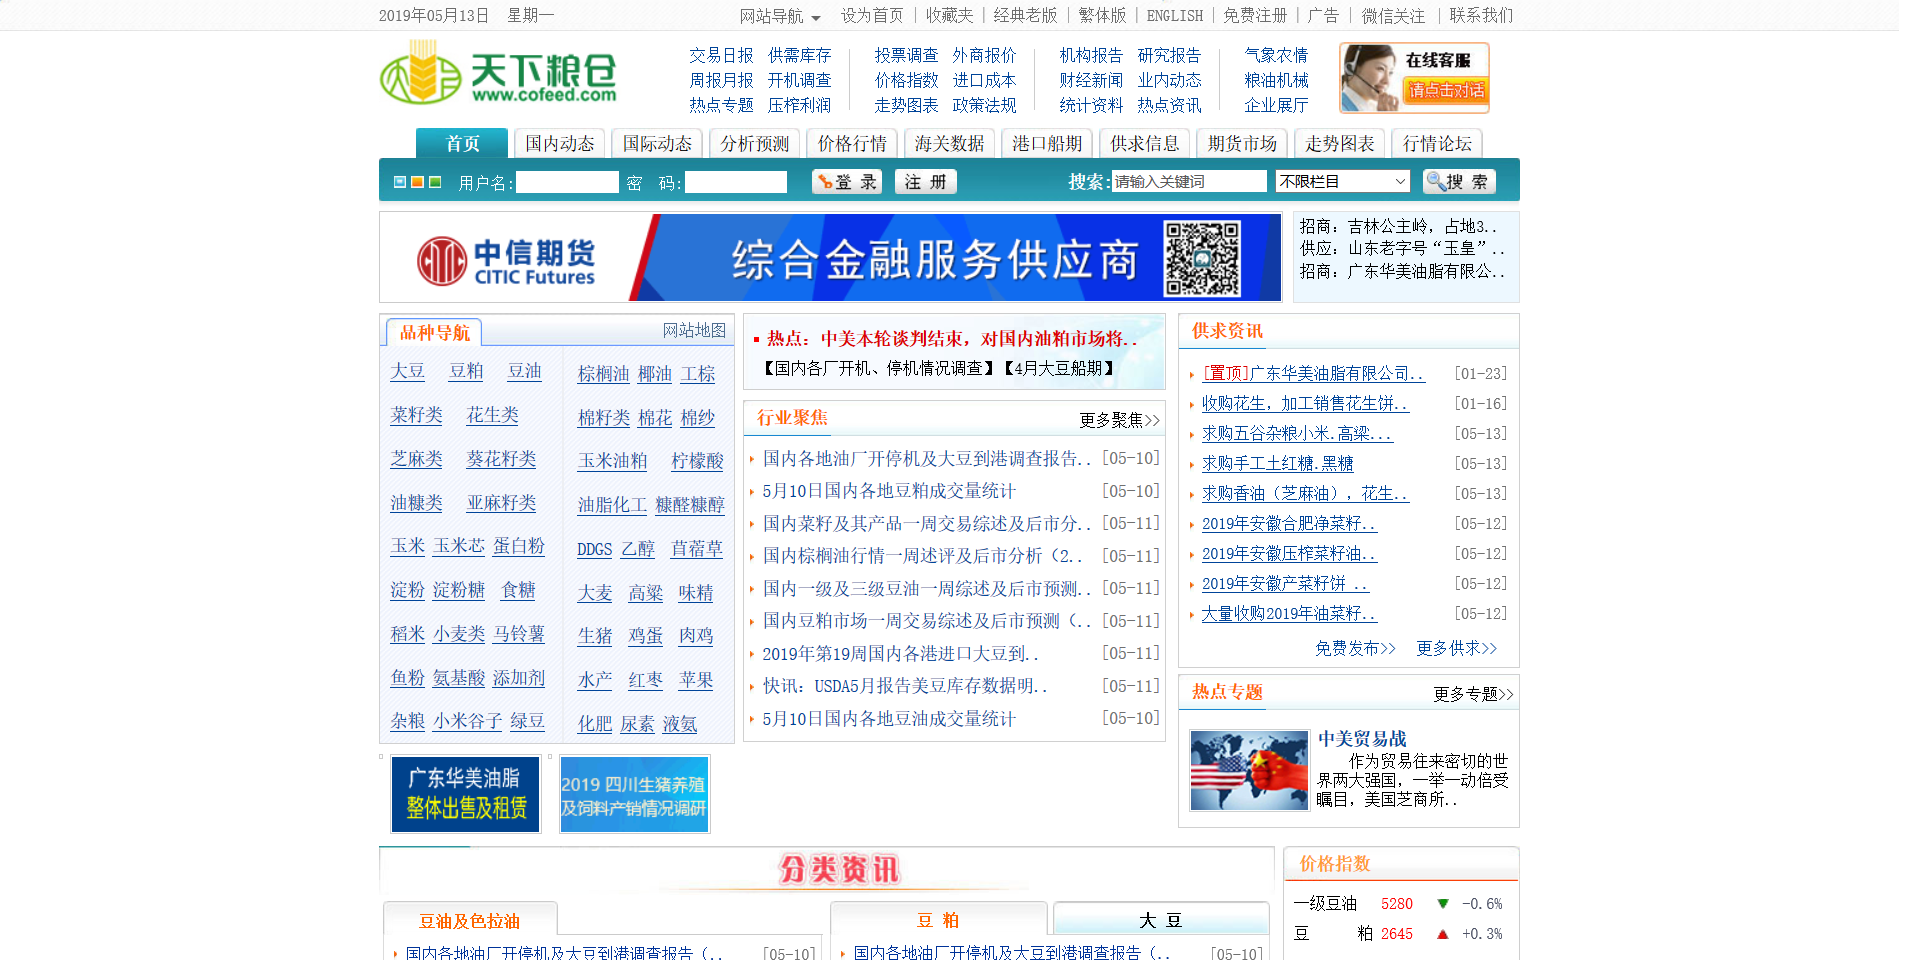 2019年05月13日 星期一 网站导航 设为首页 | 收藏夹 | 经典老版 | 繁体版 | ENGLISH | 免费注册 | 广告 | 微信关注 | 联系我们
天下粮仓
www.cofeed.com
交易日报 供需库存 投票调查 外商报价 机构报告 研究报告 气象农情
周报月报 开机调查 价格指数 进口成本 财经新闻 业内动态 粮油机械
热点专题 压榨利润 走势图表 政策法规 统计资料 热点资讯 企业展厅
在线客服
请点击对话
首页 国内动态 国际动态 分析预测 价格行情 海关数据 港口船期 供求信息 期货市场 走势图表 行情论坛
用户名: 密 码: 登 录 注 册 搜索: 请输入关键词 不限栏目 搜 索
中信期货
CITIC Futures
综合金融服务供应商
招商：吉林公主岭，占地3..
供应：山东老字号“玉皇”..
招商：广东华美油脂有限公..
品种导航 网站地图
大豆 豆粕 豆油 棕榈油 椰油 工棕
菜籽类 花生类 棉籽类 棉花 棉纱
芝麻类 葵花籽类 玉米油粕 柠檬酸
油糠类 亚麻籽类 油脂化工 糠醛糠醇
玉米 玉米芯 蛋白粉 DDGS 乙醇 苜蓿草
淀粉 淀粉糖 食糖 大麦 高粱 味精
稻米 小麦类 马铃薯 生猪 鸡蛋 肉鸡
鱼粉 氨基酸 添加剂 水产 红枣 苹果
杂粮 小米谷子 绿豆 化肥 尿素 液氨
广东华美油脂
整体出售及租赁
2019 四川生猪养殖
及饲料产销情况调研
热点：中美本轮谈判结束，对国内油粕市场将..
【国内各厂开机、停机情况调查】【4月大豆船期】
行业聚焦 更多聚焦>>
国内各地油厂开停机及大豆到港调查报告.. [05-10]
5月10日国内各地豆粕成交量统计 [05-10]
国内菜籽及其产品一周交易综述及后市分.. [05-11]
国内棕榈油行情一周述评及后市分析（2.. [05-11]
国内一级及三级豆油一周综述及后市预测.. [05-11]
国内豆粕市场一周交易综述及后市预测（.. [05-11]
2019年第19周国内各港进口大豆到.. [05-11]
快讯：USDA5月报告美豆库存数据明.. [05-11]
5月10日国内各地豆油成交量统计 [05-10]
供求资讯
[置顶]广东华美油脂有限公司.. [01-23]
收购花生，加工销售花生饼.. [01-16]
求购五谷杂粮小米.高粱... [05-13]
求购手工土红糖.黑糖 [05-13]
求购香油（芝麻油），花生.. [05-13]
2019年安徽合肥净菜籽.. [05-12]
2019年安徽压榨菜籽油.. [05-12]
2019年安徽产菜籽饼 .. [05-12]
大量收购2019年油菜籽.. [05-12]
免费发布>> 更多供求>>
热点专题 更多专题>>
中美贸易战
作为贸易往来密切的世
界两大强国，一举一动倍受
瞩目，美国芝商所..
分类资讯
豆油及色拉油 豆 粕 大 豆
国内各地油厂开停机及大豆到港调查报告（.. [05-10]
国内各地油厂开停机及大豆到港调查报告（.. [05-10]
价格指数
一级豆油 5280 ▼ -0.6%
豆 粕 2645 ▲ +0.3%